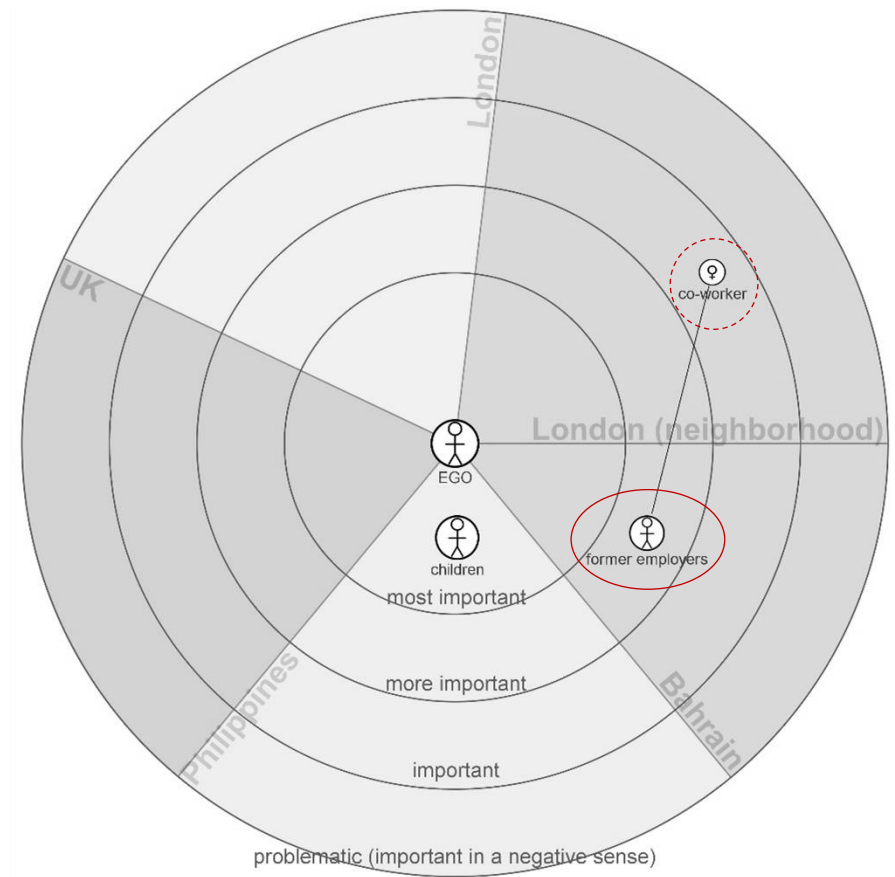 London
UK
co-worker
London (neighborhood)
EGO
former employers
children
most important
Philippines
more important
Bahrain
important
problematic (important in a negative sense)